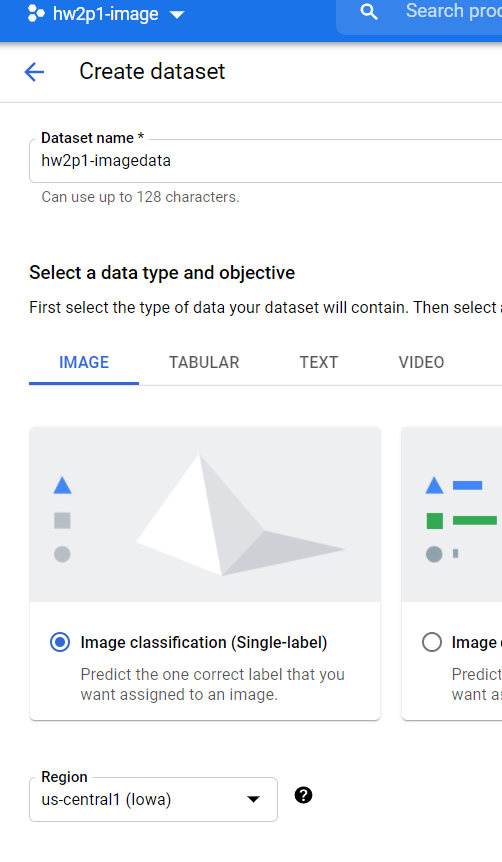 hw2p1-image
Search
Create dataset
Dataset name *
hw2p1-imagedata
Can use up to 128 characters.
Select a data type and objective
First select the type of data your dataset will contain. Then select
IMAGE TABULAR TEXT VIDEO
Image classification (Single-label)
Predict the one correct label that you
want assigned to an image.
Image
want
Region
us-central1 (Iowa)
?